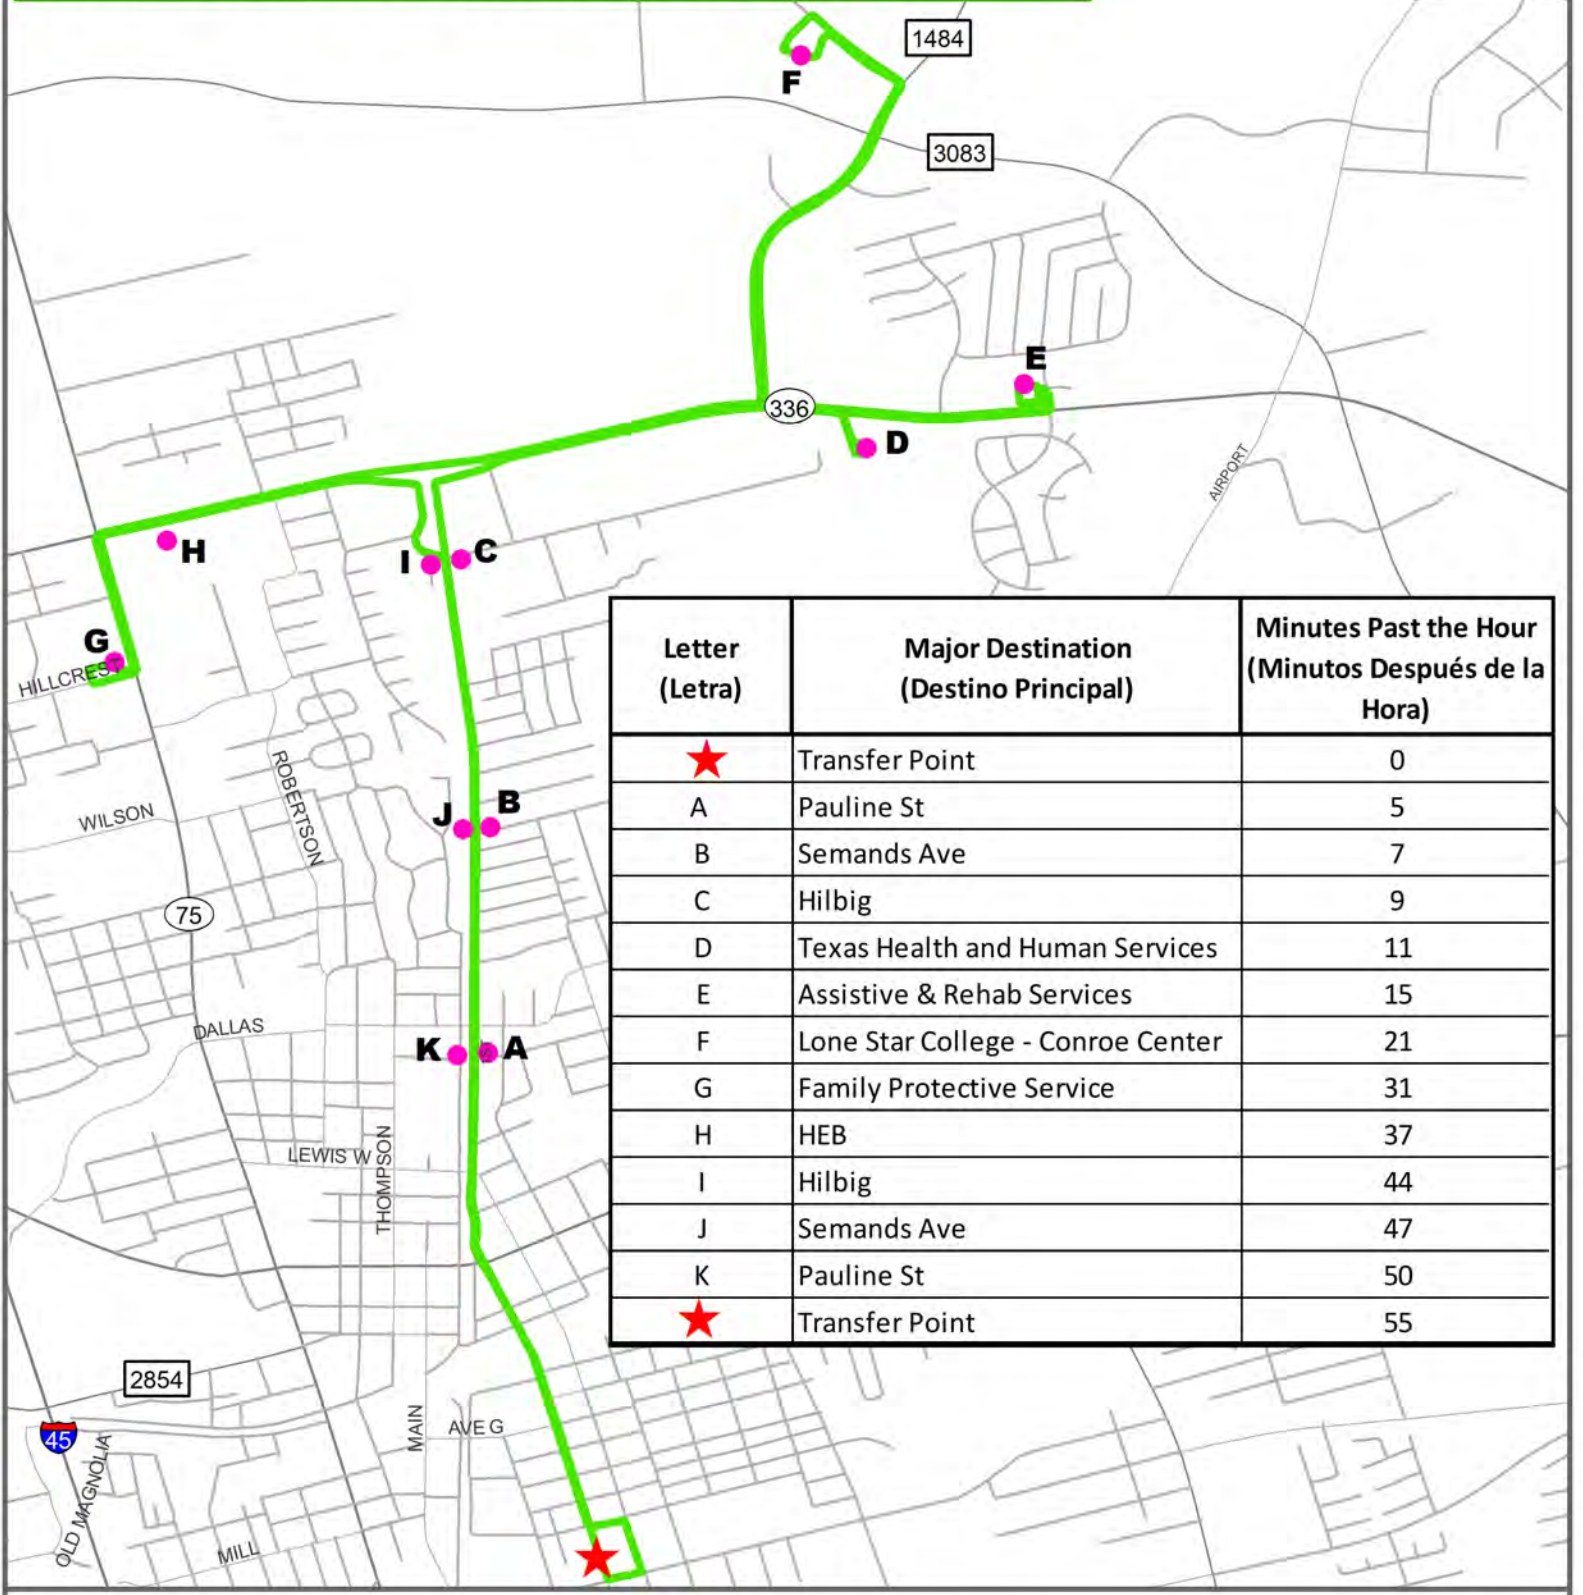 1484
F
3083
E
336
D
AIRPORT
H
I
C
G
HILLCREST
Letter
(Letra)
Major Destination
(Destino Principal)
Minutes Past the Hour
(Minutos Después de la
Hora)
Transfer Point 0
A Pauline St 5
B Semands Ave 7
C Hilbig 9
D Texas Health and Human Services 11
E Assistive & Rehab Services 15
F Lone Star College - Conroe Center 21
G Family Protective Service 31
H HEB 37
I Hilbig 44
J Semands Ave 47
K Pauline St 50
Transfer Point 55
ROBERTSON
WILSON
J
B
75
DALLAS
K
A
LEWIS W
THOMPSON
2854
45
OLD MAGNOLIA
MAIN
AVE G
MILL